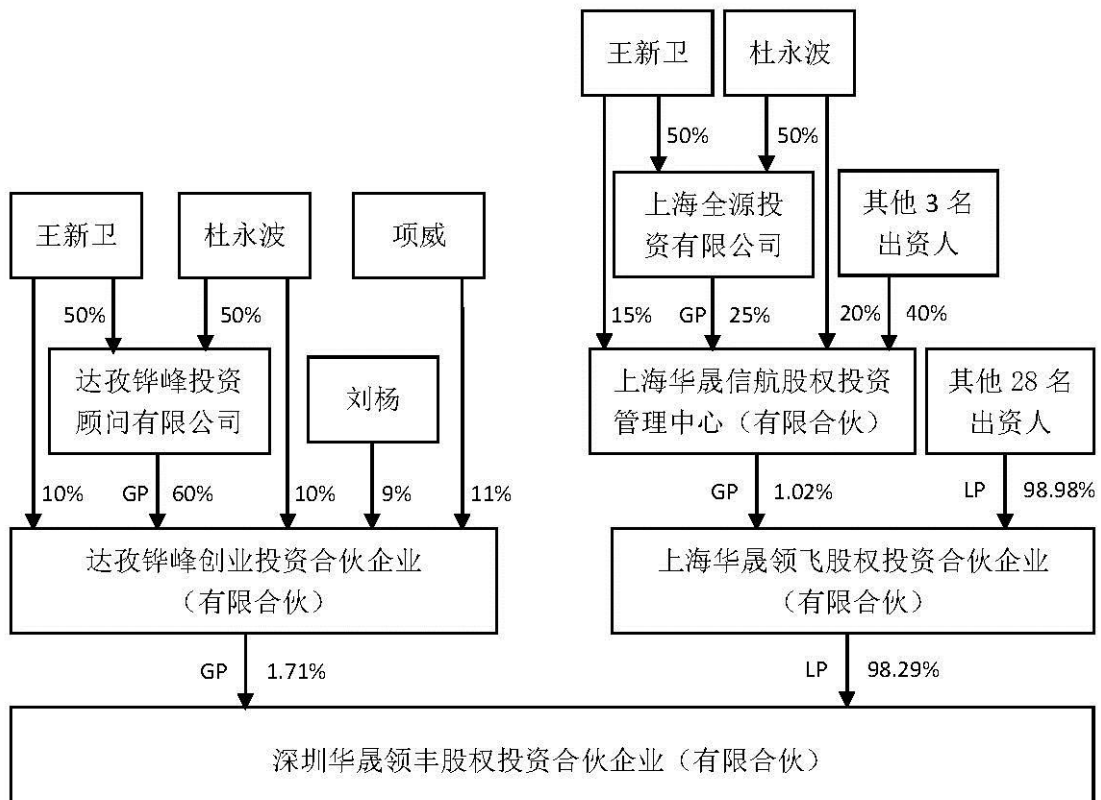 王新卫
杜永波
50%
50%
上海全源投
资有限公司
其他 3 名
出资人
王新卫
杜永波
项威
50%
50%
15%
GP
25%
20%
40%
达孜铧峰投资
顾问有限公司
刘杨
上海华晟信航股权投资
管理中心（有限合伙）
其他 28 名
出资人
10%
GP
60%
10%
9%
11%
GP
1.02%
LP
98.98%
达孜铧峰创业投资合伙企业
（有限合伙）
上海华晟领飞股权投资合伙企业
（有限合伙）
GP
1.71%
LP
98.29%
深圳华晟领丰股权投资合伙企业（有限合伙）